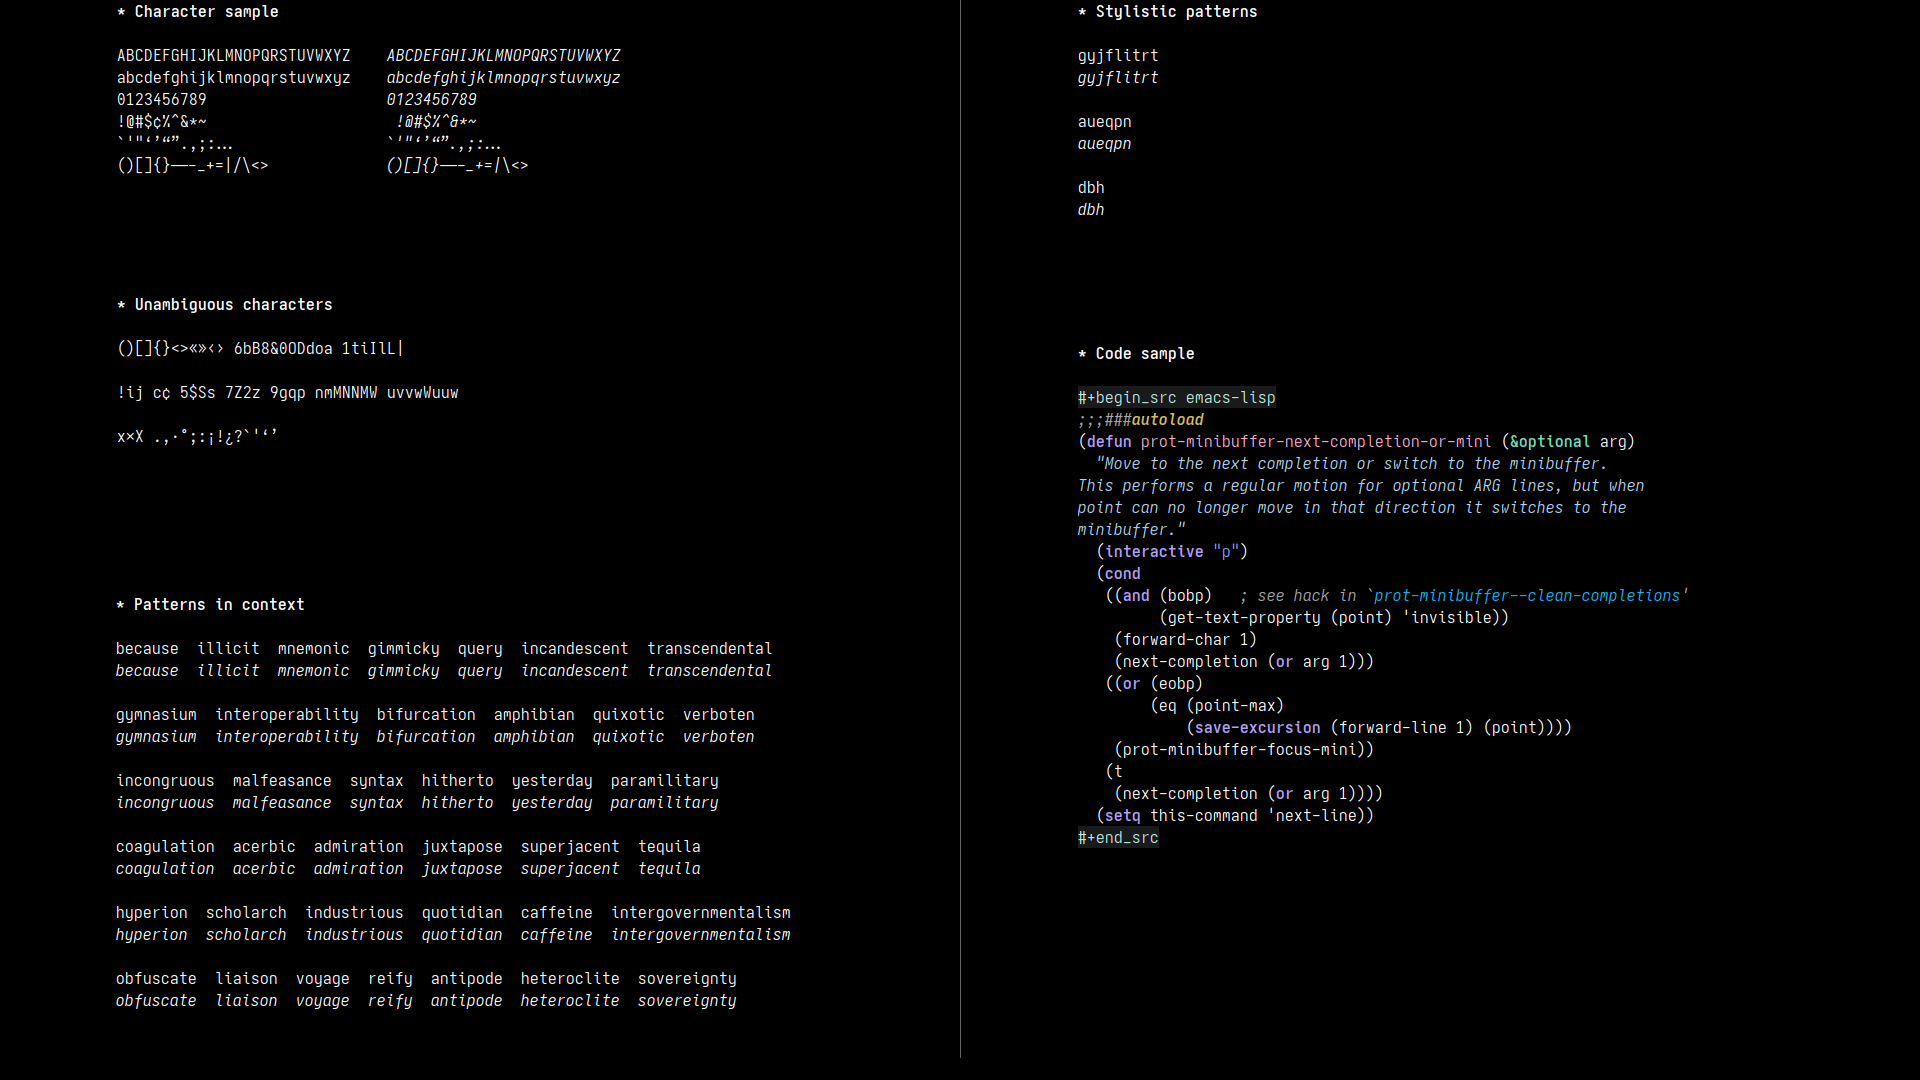 * Character sample
ABCDEFGHIJKLMNOPQRSTUVWXYZ    ABCDEFGHIJKLMNOPQRSTUVWXYZ
abcdefghijklmnopqrstuvwxyz    abcdefghijklmnopqrstuvwxyz
0123456789                    0123456789
!@#$¢%^&*~                     !@#$%^&*~
`'"‘’“”.,;:…                  `'"‘’“”.,;:…
()[]{}—–-_+=|/\<>             ()[]{}—–-_+=/\<>
* Unambiguous characters
()[]{}<>«»‹› 6bB8&0ODdoa 1tiIlL|
!ij c¢ 5$Ss 7Z2z 9gqp nmMNNMW uvvwWuuw
x×X .,·°;:¡!¿?`'‘’
* Patterns in context
because  illicit  mnemonic  gimmicky  query  incandescent  transcendental
because  illicit  mnemonic  gimmicky  query  incandescent  transcendental
gymnasium  interoperability  bifurcation  amphibian  quixotic  verboten
gymnasium  interoperability  bifurcation  amphibian  quixotic  verboten
incongruous  malfeasance  syntax  hitherto  yesterday  paramilitary
incongruous  malfeasance  syntax  hitherto  yesterday  paramilitary
coagulation  acerbic  admiration  juxtapose  superjacent  tequila
coagulation  acerbic  admiration  juxtapose  superjacent  tequila
hyperion  scholarch  industrious  quotidian  caffeine  intergovernmentalism
hyperion  scholarch  industrious  quotidian  caffeine  intergovernmentalism
obfuscate  liaison  voyage  reify  antipode  heteroclite  sovereignty
obfuscate  liaison  voyage  reify  antipode  heteroclite  sovereignty
* Stylistic patterns
gyjflitrt
gyjflitrt
aueqpn
aueqpn
dbh
dbh
* Code sample
#+begin_src emacs-lisp
;;;###autoload
(defun prot-minibuffer-next-completion-or-mini (&optional arg)
  "Move to the next completion or switch to the minibuffer.
This performs a regular motion for optional ARG lines, but when
point can no longer move in that direction it switches to the
minibuffer."
  (interactive "p")
  (cond
   ((and (bobp)   ; see hack in `prot-minibuffer--clean-completions'
         (get-text-property (point) 'invisible))
    (forward-char 1)
    (next-completion (or arg 1)))
   ((or (eobp)
        (eq (point-max)
            (save-excursion (forward-line 1) (point))))
    (prot-minibuffer-focus-mini))
   (t
    (next-completion (or arg 1))))
  (setq this-command 'next-line))
#+end_src